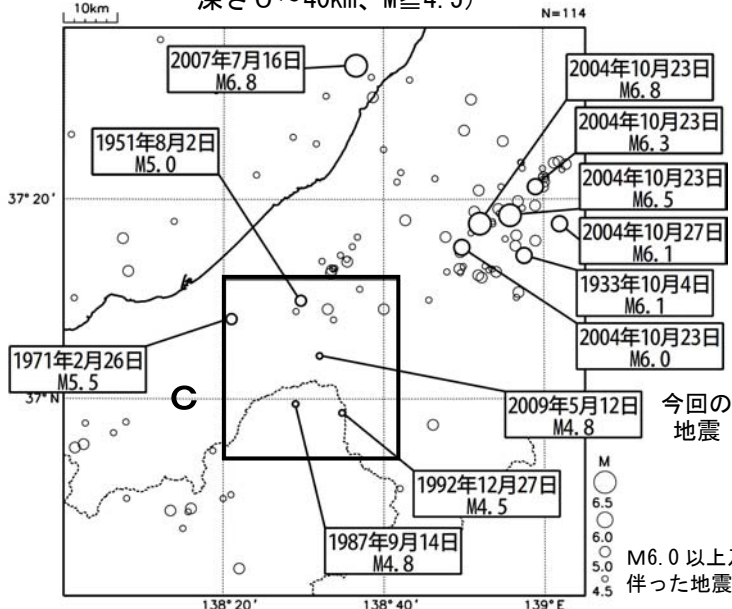 深さ0～40km、M≧4.5)
10km
N=114
2007年7月16日
M6.8
2004年10月23日
M6.8
1951年8月2日
M5.0
2004年10月23日
M6.3
37°20′
2004年10月23日
M6.5
2004年10月27日
M6.1
1933年10月4日
M6.1
1971年2月26日
M5.5
2004年10月23日
M6.0
C
37°N
2009年5月12日
M4.8
今回の
地震
1992年12月27日
M4.5
M
6.5
6.0
5.0
4.5
1987年9月14日
M4.8
M6.0 以上
伴った地震
138°20′
138°40′
139°E